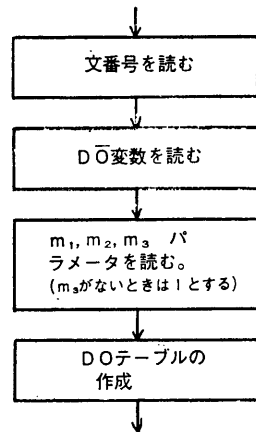 文番号を読む
DŌ変数を読む
m₁, m₂, m₃ パ
ラメータを読む。
(m₃がないときは1とする)
DOテーブルの
作成